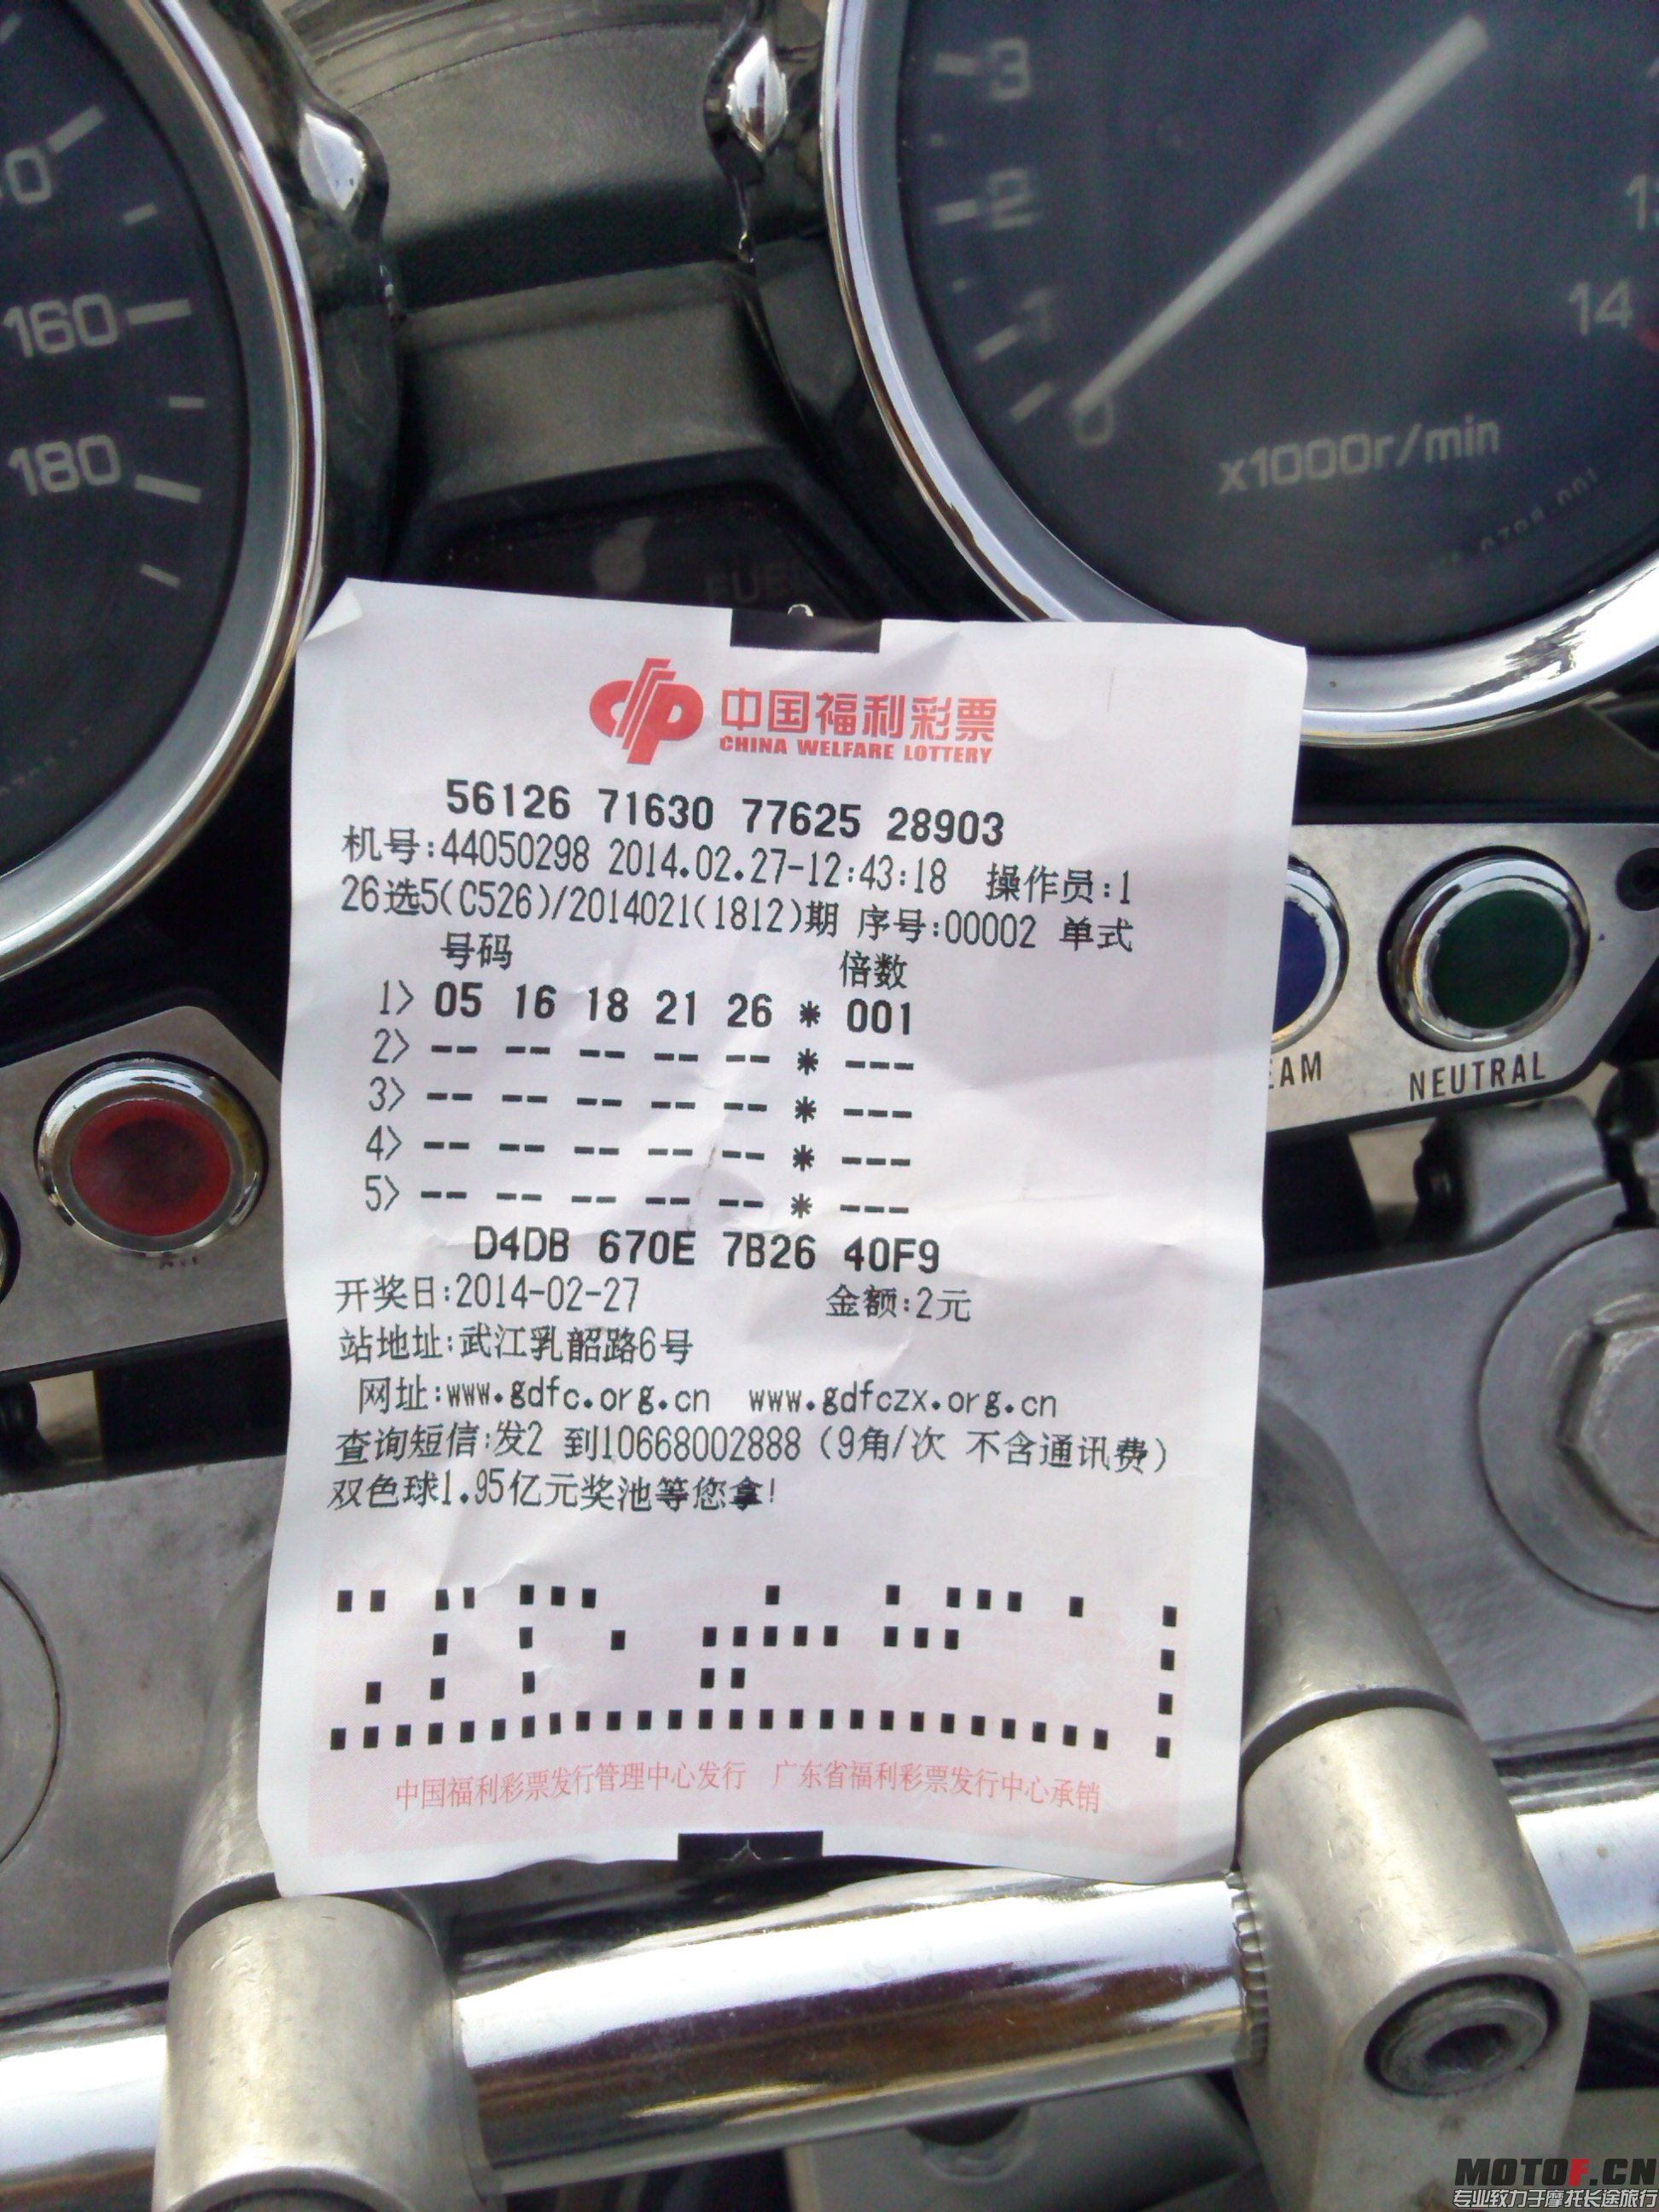 160
180
3
2
1
0
14
x1000r/min
FUEL
中国福利彩票
CHINA WELFARE LOTTERY
56126 71630 77625 28903
机号:44050298 2014.02.27-12:43:18 操作员:1
26选5(C526)/2014021(1812)期 序号:00002 单式
号码 倍数
1> 05 16 18 21 26 * 001
2> -- -- -- -- -- * ---
3> -- -- -- -- -- * ---
4> -- -- -- -- -- * ---
5> -- -- -- -- -- * ---
D4DB 670E 7B26 40F9
开奖日:2014-02-27 金额:2元
站地址:武江乳韶路6号
网址:www.gdfc.org.cn www.gdfczx.org.cn
查询短信:发2 到10668002888 (9角/次 不含通讯费)
双色球1.95亿元奖池等您拿!
中国福利彩票发行管理中心发行 广东省福利彩票发行中心承销
NEUTRAL
MOTOF.CN
专业致力于摩托长途旅行